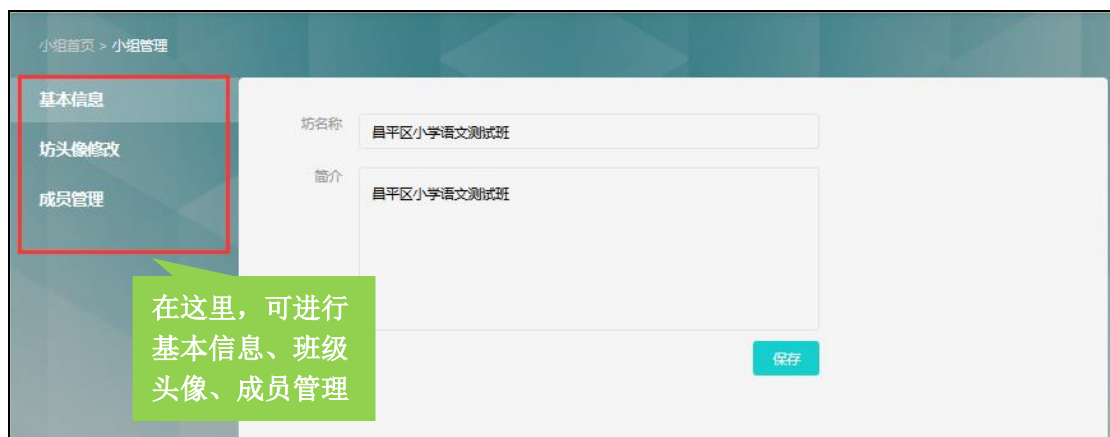 小组首页 > 小组管理
基本信息
坊头像修改
成员管理
坊名称
昌平区小学语文测试班
简介
昌平区小学语文测试班
保存
在这里，可进行
基本信息、班级
头像、成员管理